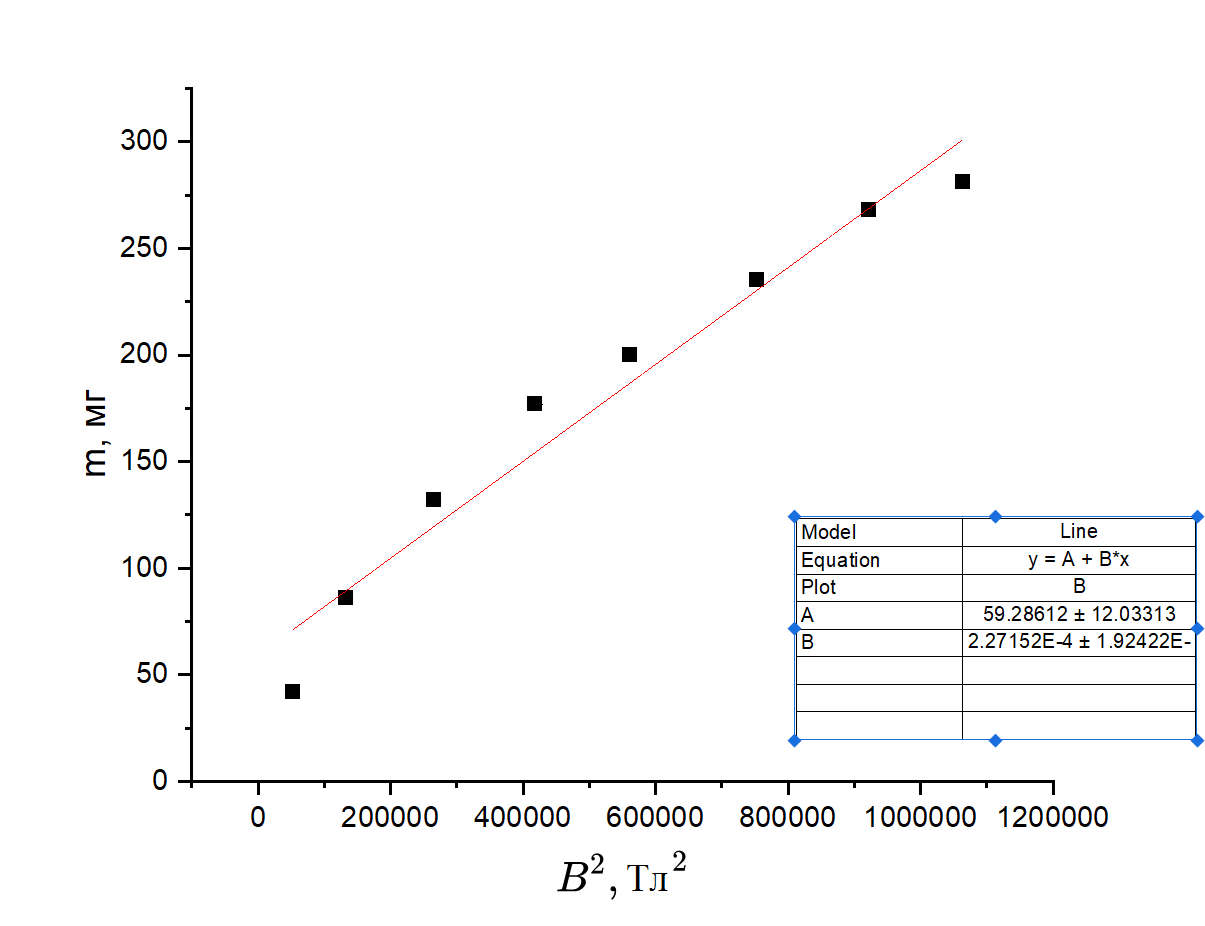 300
250
200
150
100
50
0
m, мг
0 200000 400000 600000 800000 1000000 1200000
B², Тл²
Model Line
Equation y = A + B*x
Plot B
A 59.28612 ± 12.03313
B 2.27152E-4 ± 1.92422E-